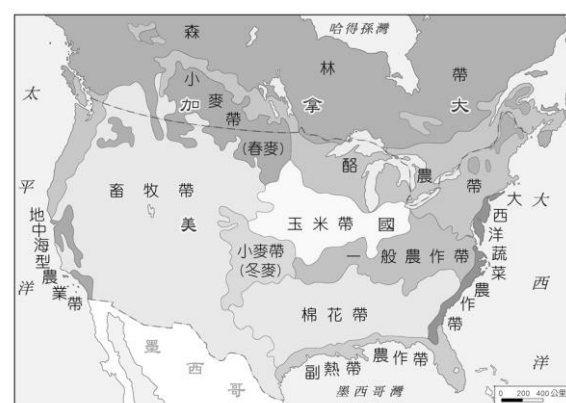 哈得孫灣
森林帶
加拿大
小麥帶
(春麥)
酪農帶
太平洋
畜牧帶
美國
玉米帶
大西洋蔬菜農作帶
大西洋
地中海型農業帶
小麥帶
(冬麥)
一般農作帶
棉花帶
墨西哥
副熱帶農作帶
墨西哥灣
0 200 400 公里